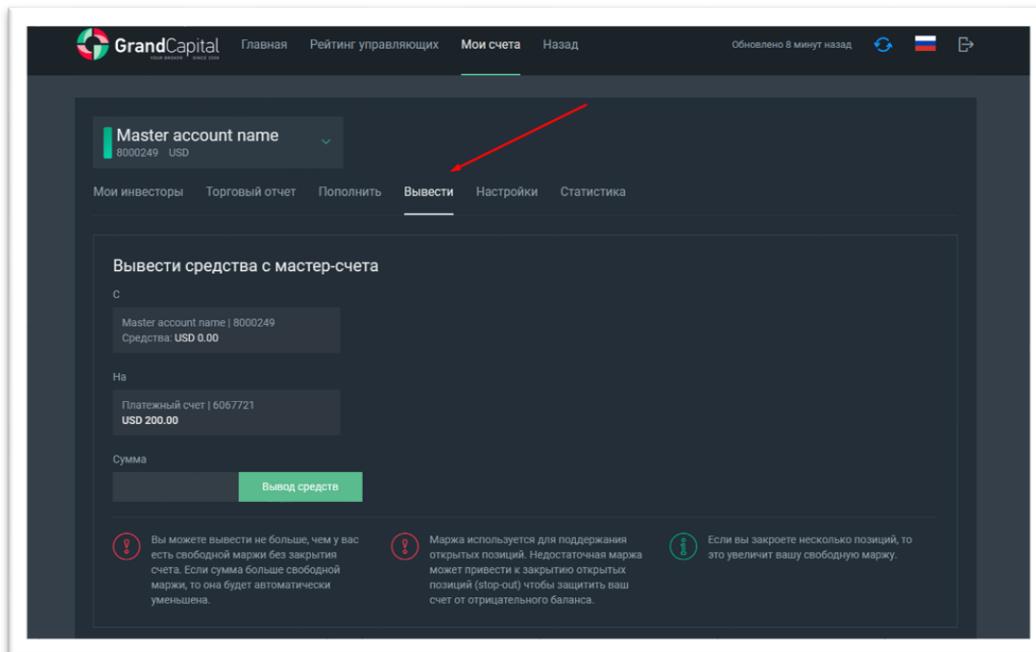 GrandCapital
YOUR BROKER SINCE 2006
Главная Рейтинг управляющих Мои счета Назад Обновлено 8 минут назад
Master account name
8000249 USD
Мои инвесторы Торговый отчет Пополнить Вывести Настройки Статистика
Вывести средства с мастер-счета
С
Master account name | 8000249
Средства: USD 0.00
На
Платежный счет | 6067721
USD 200.00
Сумма
Вывод средств
Вы можете вывести не больше, чем у вас
есть свободной маржи без закрытия
счета. Если сумма больше свободной
маржи, то она будет автоматически
уменьшена.
Маржа используется для поддержания
открытых позиций. Недостаточная маржа
может привести к закрытию открытых
позиций (stop-out) чтобы защитить ваш
счет от отрицательного баланса.
Если вы закроете несколько позиций, то
это увеличит вашу свободную маржу.